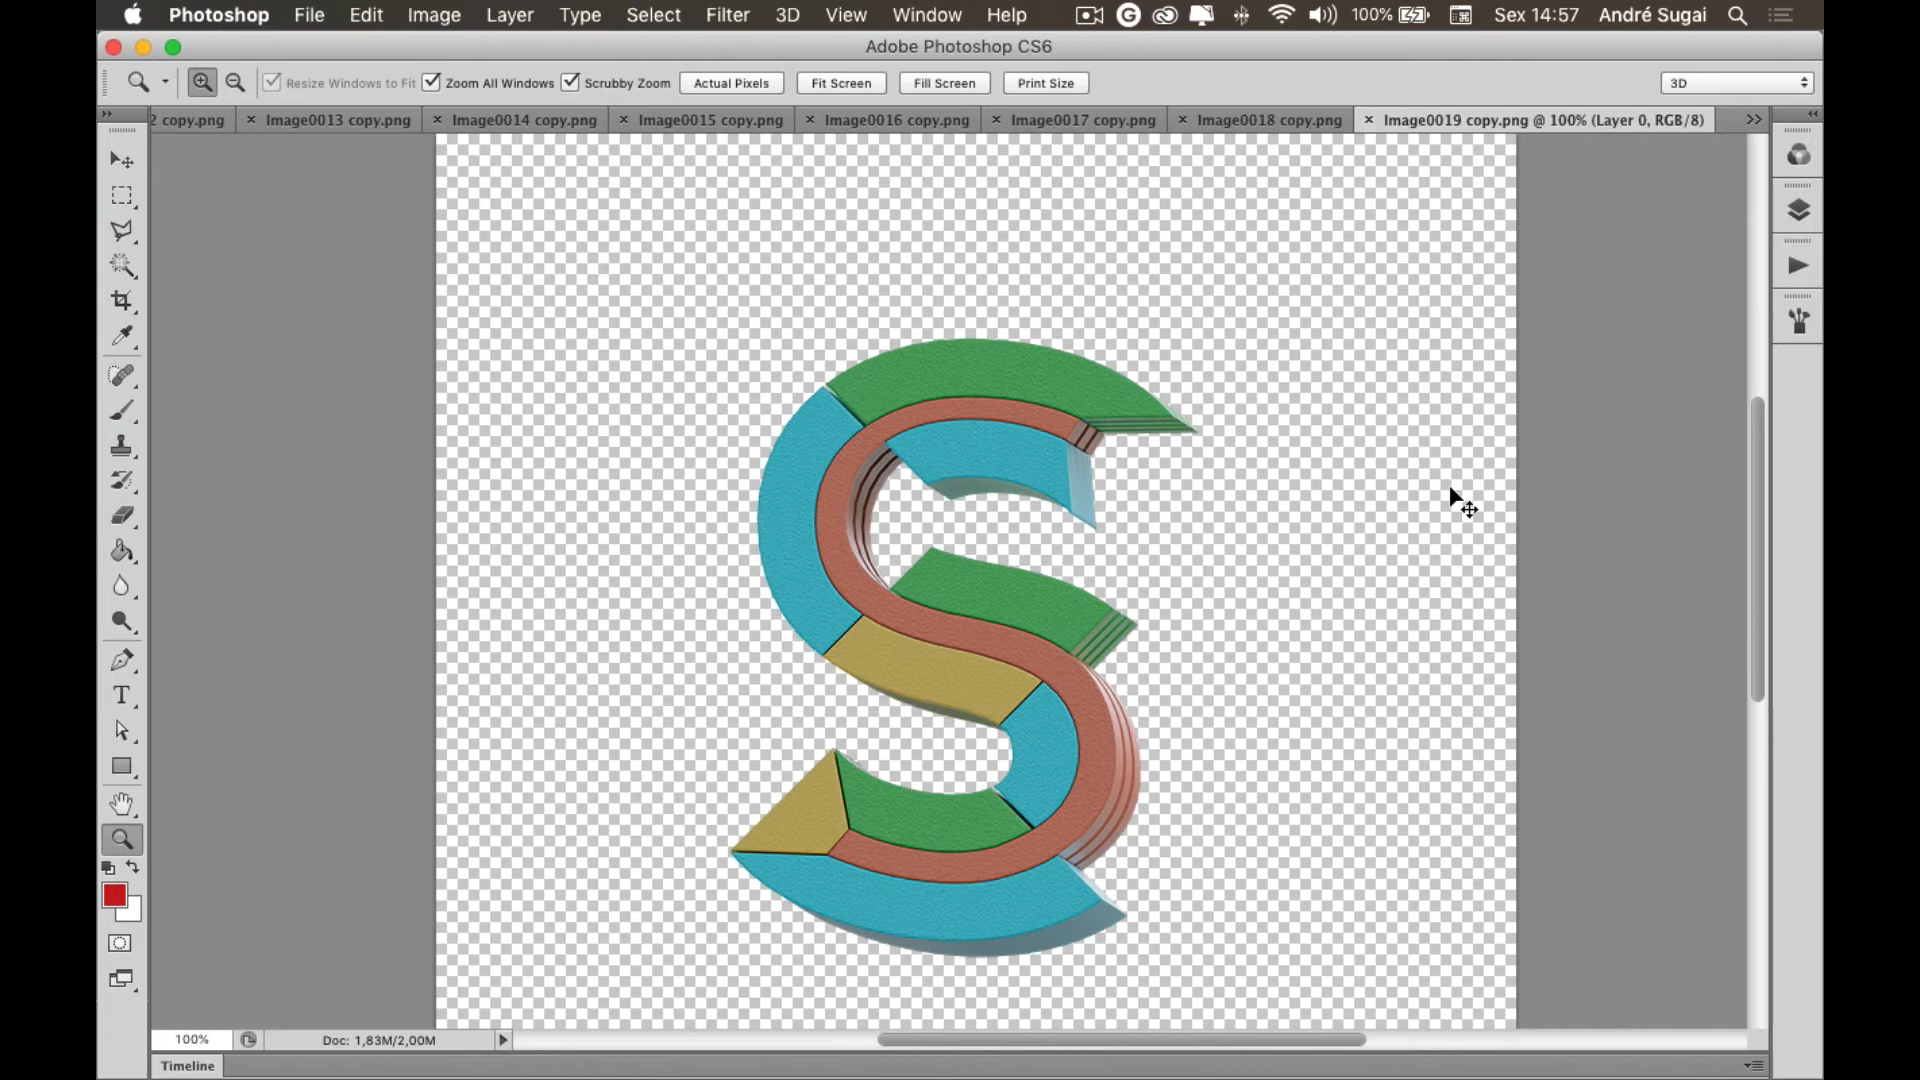 Photoshop File Edit Image Layer Type Select Filter 3D View Window Help 100% Sex 14:57 André Sugai
Adobe Photoshop CS6
Resize Windows to Fit Zoom All Windows Scrubby Zoom Actual Pixels Fit Screen Fill Screen Print Size 3D
2 copy.png Image0013 copy.png Image0014 copy.png Image0015 copy.png Image0016 copy.png Image0017 copy.png Image0018 copy.png Image0019 copy.png @ 100% (Layer 0, RGB/8)
S
100% Doc: 1,83M/2,00M
Timeline